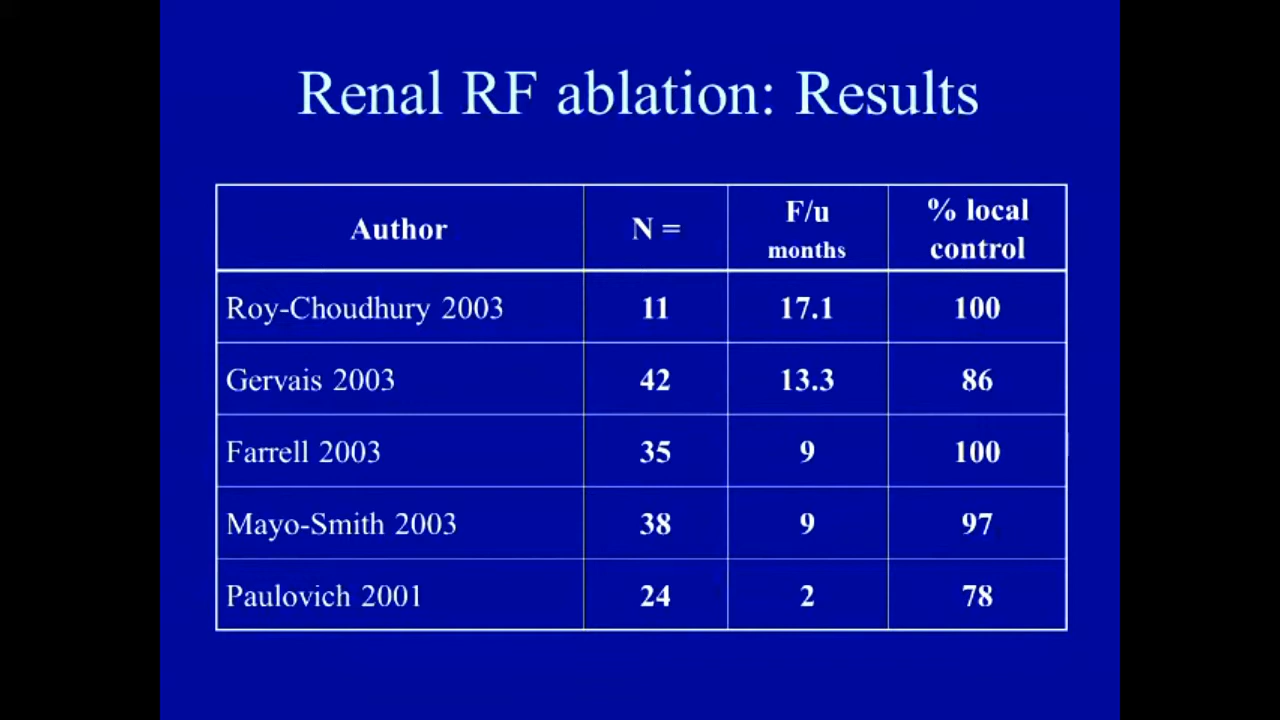 Renal RF ablation: Results
Author N = F/u months % local control
Roy-Choudhury 2003 11 17.1 100
Gervais 2003 42 13.3 86
Farrell 2003 35 9 100
Mayo-Smith 2003 38 9 97
Paulovich 2001 24 2 78